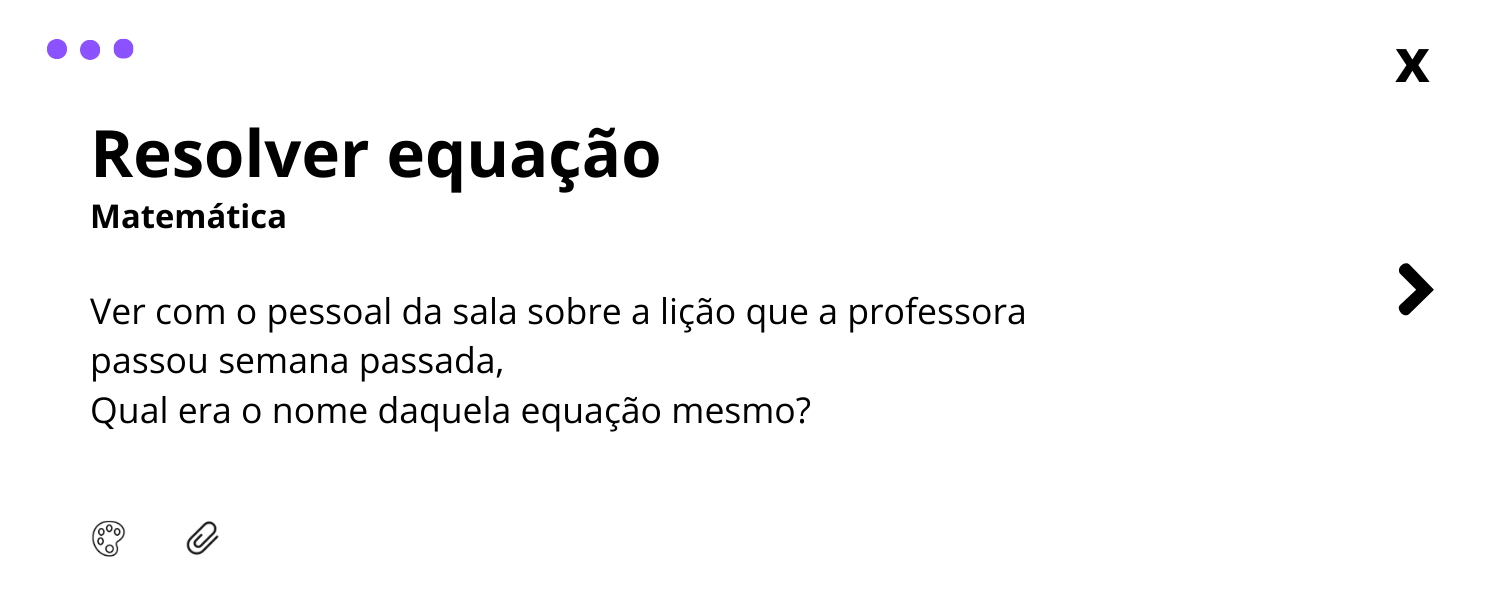 x
Resolver equação
Matemática
Ver com o pessoal da sala sobre a lição que a professora
passou semana passada,
Qual era o nome daquela equação mesmo?